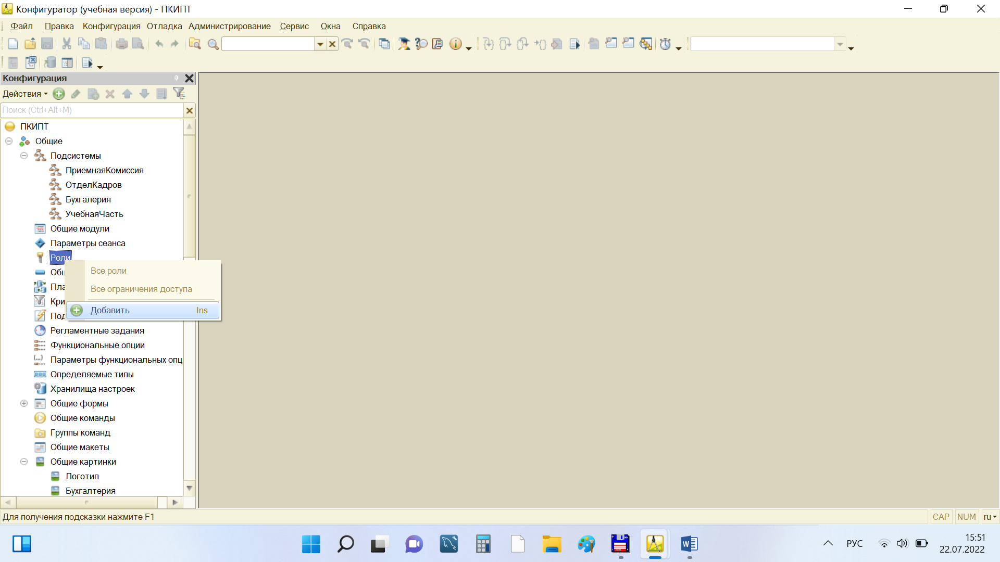 Конфигуратор (учебная версия) - ПКИПТ
Файл Правка Конфигурация Отладка Администрирование Сервис Окна Справка
Конфигурация
Действия
Поиск (Ctrl+Alt+M)
ПКИПТ
Общие
Подсистемы
ПриемнаяКомиссия
ОтделКадров
Бухгалерия
УчебнаяЧасть
Общие модули
Параметры сеанса
Роли
Все роли
Общ
Пла
Все ограничения доступа
Кри
Добавить Ins
Под
Регламентные задания
Функциональные опции
Параметры функциональных опц
Определяемые типы
Хранилища настроек
Общие формы
Общие команды
Группы команд
Общие макеты
Общие картинки
Логотип
Бухгалтерия
Для получения подсказки нажмите F1 CAP NUM ru
РУС
15:51
22.07.2022